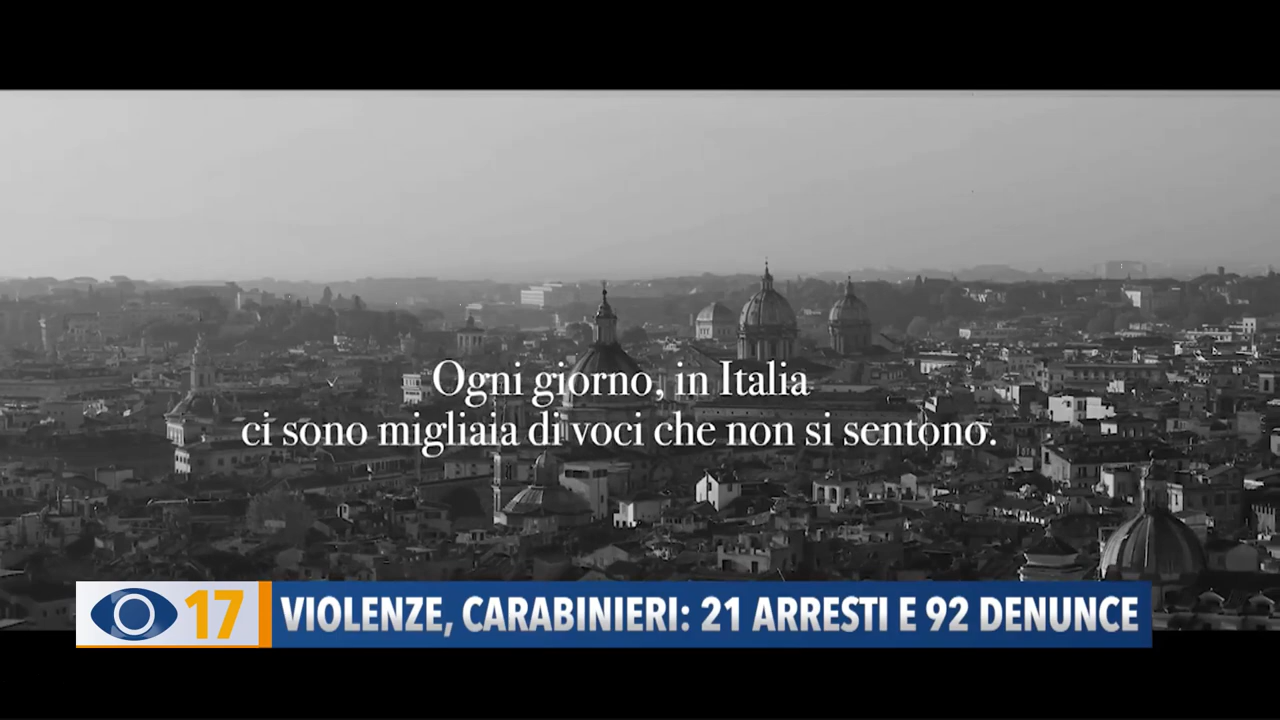 Ogni giorno, in Italia
ci sono migliaia di voci che non si sentono.
17
VIOLENZE, CARABINIERI: 21 ARRESTI E 92 DENUNCE